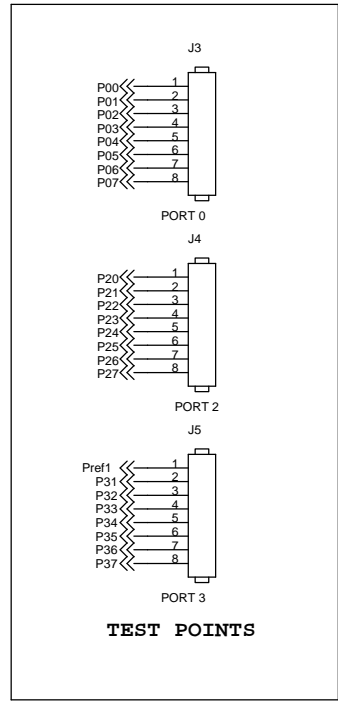 J3
P00 1
P01 2
P02 3
P03 4
P04 5
P05 6
P06 7
P07 8
PORT 0
J4
P20 1
P21 2
P22 3
P23 4
P24 5
P25 6
P26 7
P27 8
PORT 2
J5
Pref1 1
P31 2
P32 3
P33 4
P34 5
P35 6
P36 7
P37 8
PORT 3
TEST POINTS